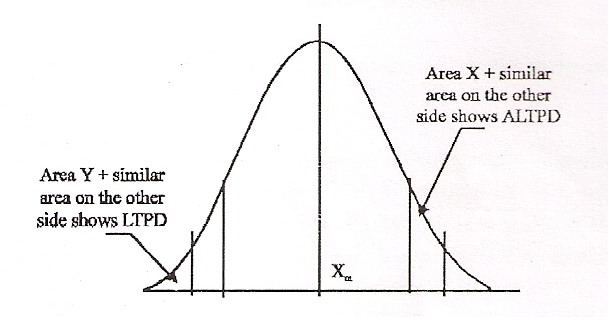 Area X + similar
area on the other
side shows ALTPD
Area Y + similar
area on the other
side shows LTPD
Xm